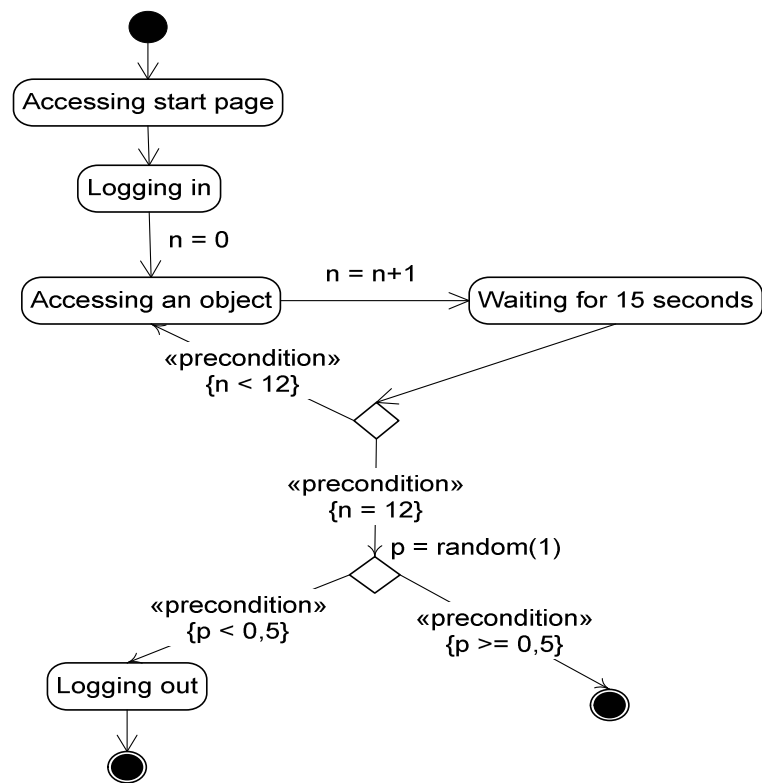 Accessing start page
Logging in
n = 0
Accessing an object
n = n+1
Waiting for 15 seconds
«precondition»
{n < 12}
«precondition»
{n = 12}
p = random(1)
«precondition»
{p < 0,5}
«precondition»
{p >= 0,5}
Logging out